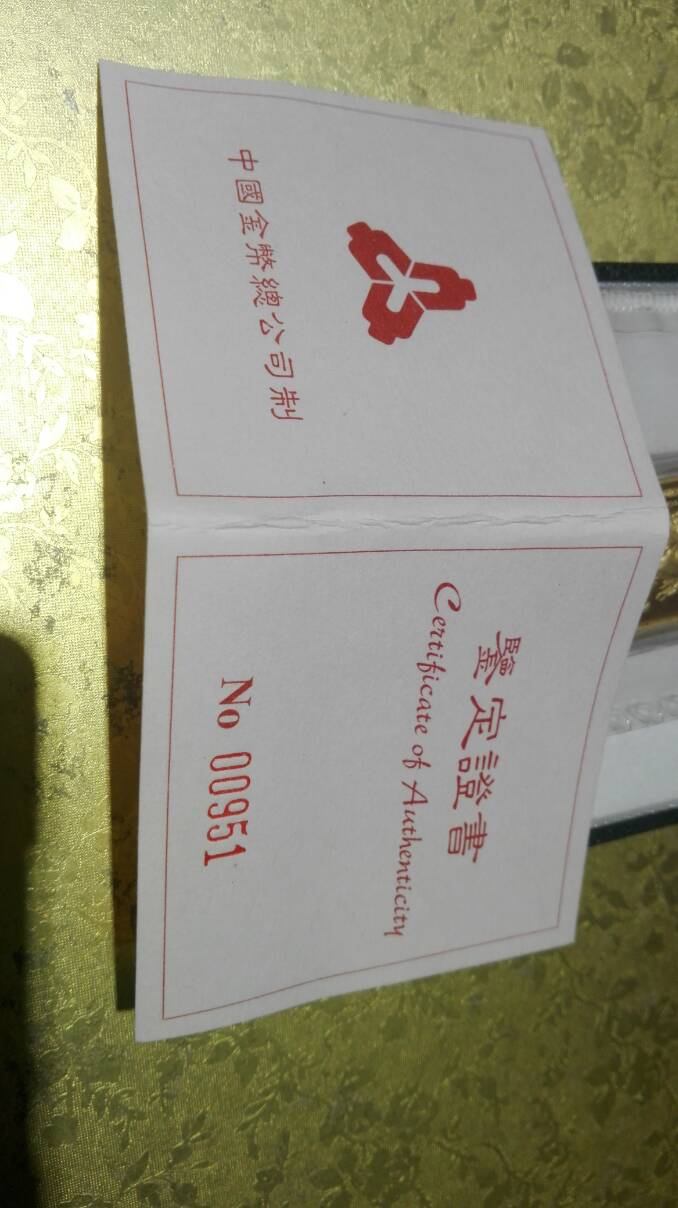 鑒定證書
Certificate of Authenticity
No 00951
中國金幣總公司制